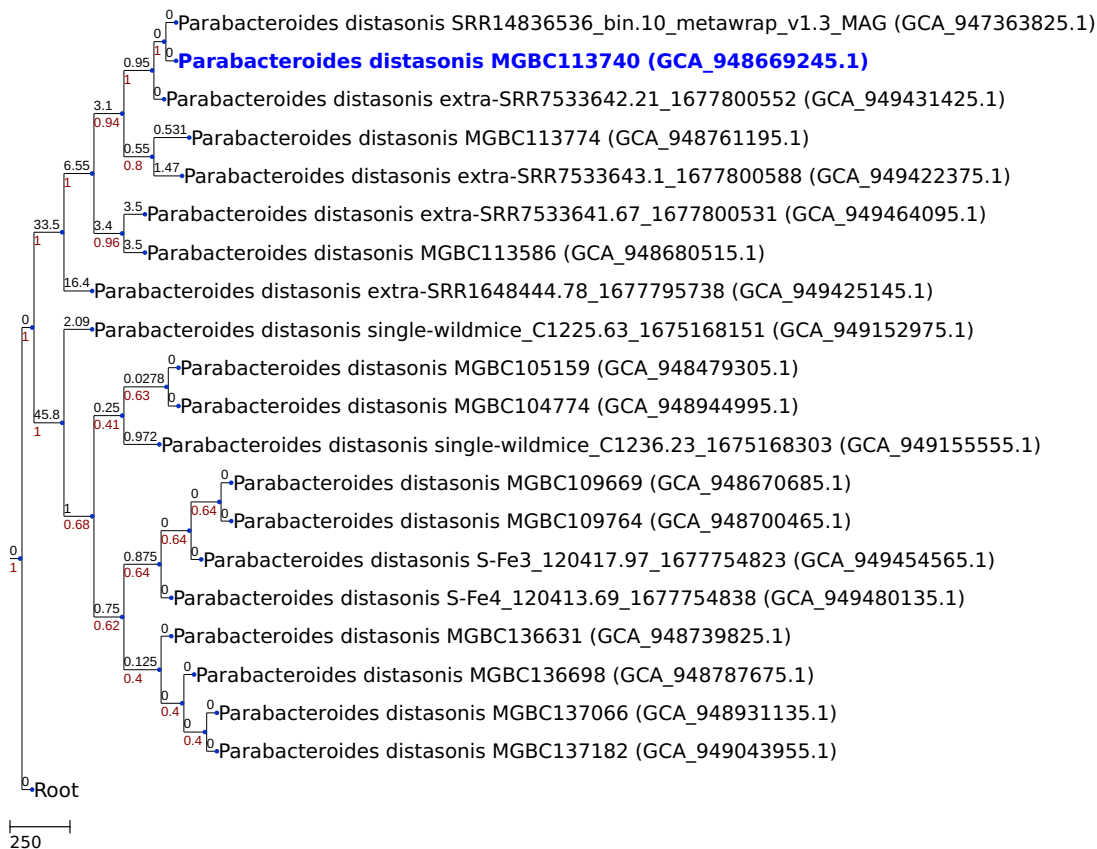 0
Parabacteroides distasonis SRR14836536_bin.10_metawrap_v1.3_MAG (GCA_947363825.1)
0
1
0
Parabacteroides distasonis MGBC113740 (GCA_948669245.1)
0.95
1
0
Parabacteroides distasonis extra-SRR7533642.21_1677800552 (GCA_949431425.1)
3.1
0.94
0.531
Parabacteroides distasonis MGBC113774 (GCA_948761195.1)
0.55
0.8
1.47
Parabacteroides distasonis extra-SRR7533643.1_1677800588 (GCA_949422375.1)
6.55
1
3.5
Parabacteroides distasonis extra-SRR7533641.67_1677800531 (GCA_949464095.1)
3.4
0.96
3.5
Parabacteroides distasonis MGBC113586 (GCA_948680515.1)
33.5
1
16.4
Parabacteroides distasonis extra-SRR1648444.78_1677795738 (GCA_949425145.1)
0
1
2.09
Parabacteroides distasonis single-wildmice_C1225.63_1675168151 (GCA_949152975.1)
0
Parabacteroides distasonis MGBC105159 (GCA_948479305.1)
0.0278
0.63
0
Parabacteroides distasonis MGBC104774 (GCA_948944995.1)
0.25
0.41
45.8
1
0.972
Parabacteroides distasonis single-wildmice_C1236.23_1675168303 (GCA_949155555.1)
0
Parabacteroides distasonis MGBC109669 (GCA_948670685.1)
0
0.64
1
0.68
0
Parabacteroides distasonis MGBC109764 (GCA_948700465.1)
0
0.64
0
1
0
Parabacteroides distasonis S-Fe3_120417.97_1677754823 (GCA_949454565.1)
0.875
0.64
0
Parabacteroides distasonis S-Fe4_120413.69_1677754838 (GCA_949480135.1)
0.75
0.62
0
Parabacteroides distasonis MGBC136631 (GCA_948739825.1)
0.125
0.4
0
Parabacteroides distasonis MGBC136698 (GCA_948787675.1)
0
0.4
0
Parabacteroides distasonis MGBC137066 (GCA_948931135.1)
0
0.4
0
Parabacteroides distasonis MGBC137182 (GCA_949043955.1)
0
Root
250